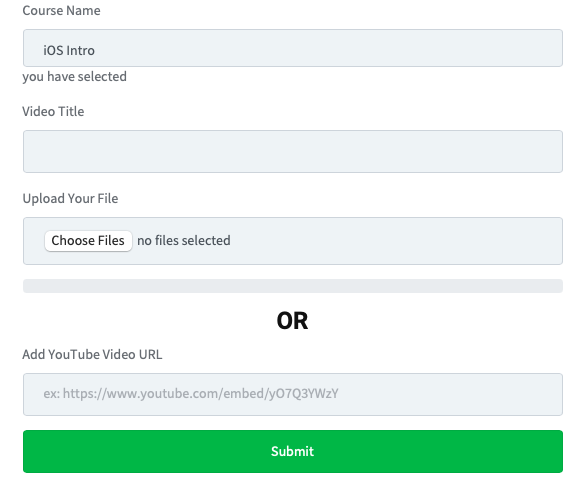 Course Name
iOS Intro
you have selected
Video Title
Upload Your File
Choose Files no files selected
OR
Add YouTube Video URL
ex: https://www.youtube.com/embed/yO7Q3YWzY
Submit